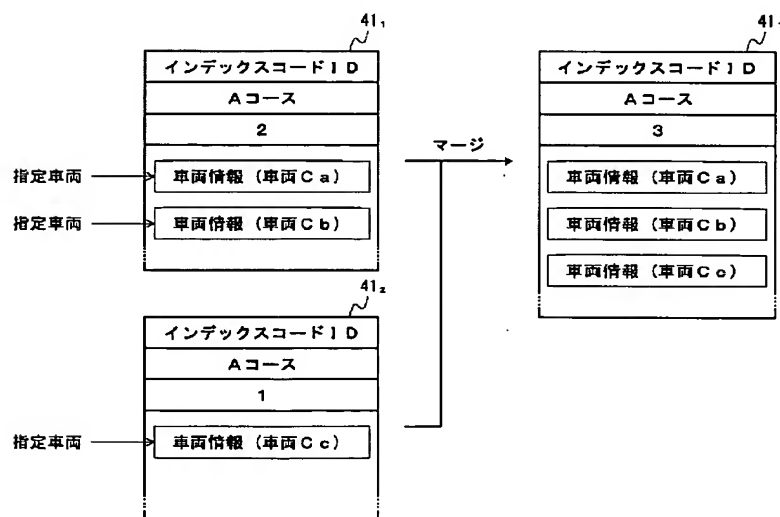 41₁
インデックスコードID
Aコース
2
指定車両
車両情報（車両Ca）
指定車両
車両情報（車両Cb）
マージ
41
インデックスコードID
Aコース
3
車両情報（車両Ca）
車両情報（車両Cb）
車両情報（車両Cc）
41₂
インデックスコードID
Aコース
1
指定車両
車両情報（車両Cc）